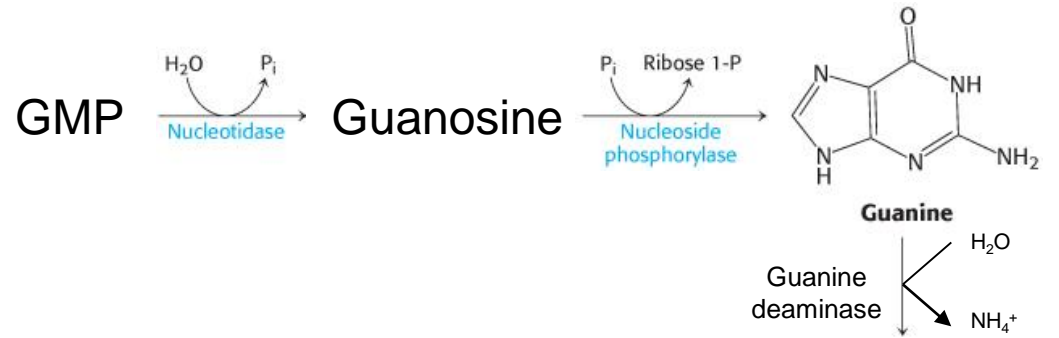 O
H₂O Pᵢ Pᵢ Ribose 1-P
N NH
GMP Guanosine
Nucleotidase Nucleoside
phosphorylase
N N NH₂
H
Guanine
H₂O
Guanine
deaminase
NH₄⁺